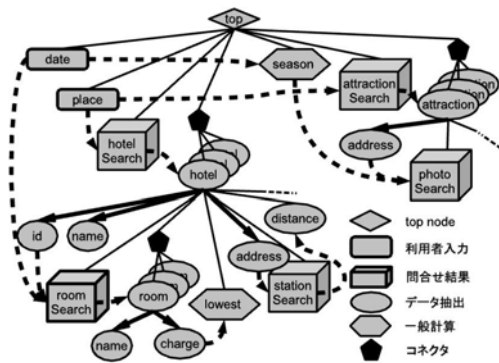 top
date
season
place
attraction
Search
attraction
hotel
Search
hotel
address
photo
Search
id
name
distance
address
room
Search
room
lowest
station
Search
name
charge
top node
利用者入力
問合せ結果
データ抽出
一般計算
コネクタ